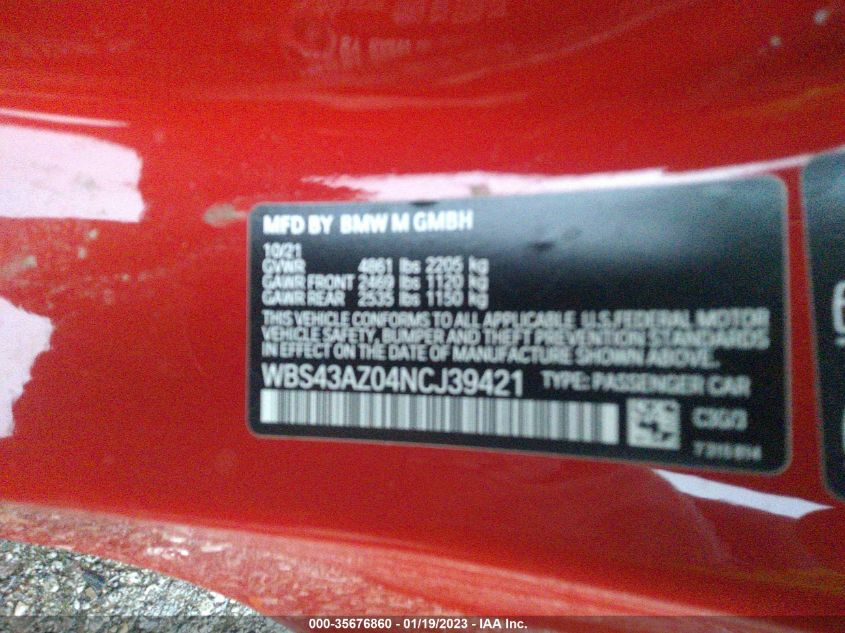 MFD BY BMW M GMBH
10/21
GVWR 4861 lbs 2205 kg
GAWR FRONT 2469 lbs 1120 kg
GAWR REAR 2535 lbs 1150 kg
THIS VEHICLE CONFORMS TO ALL APPLICABLE U.S./FEDERAL MOTOR
VEHICLE SAFETY, BUMPER AND THEFT PREVENTION STANDARDS
IN EFFECT ON THE DATE OF MANUFACTURE SHOWN ABOVE.
WBS43AZ04NCJ39421 TYPE: PASSENGER CAR
000-35676860 - 01/19/2023 - IAA Inc.